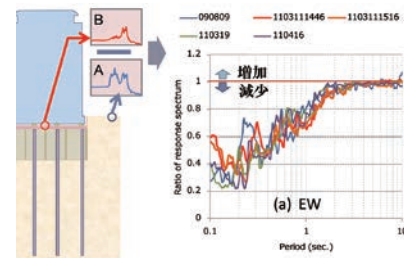 B
A
090809
1103111446
1103111516
110319
110416
Ratio of response spectrum
1.2
1
0.8
0.6
0.4
0.2
0
増加
減少
(a) EW
0.1
1
10
Period (sec.)